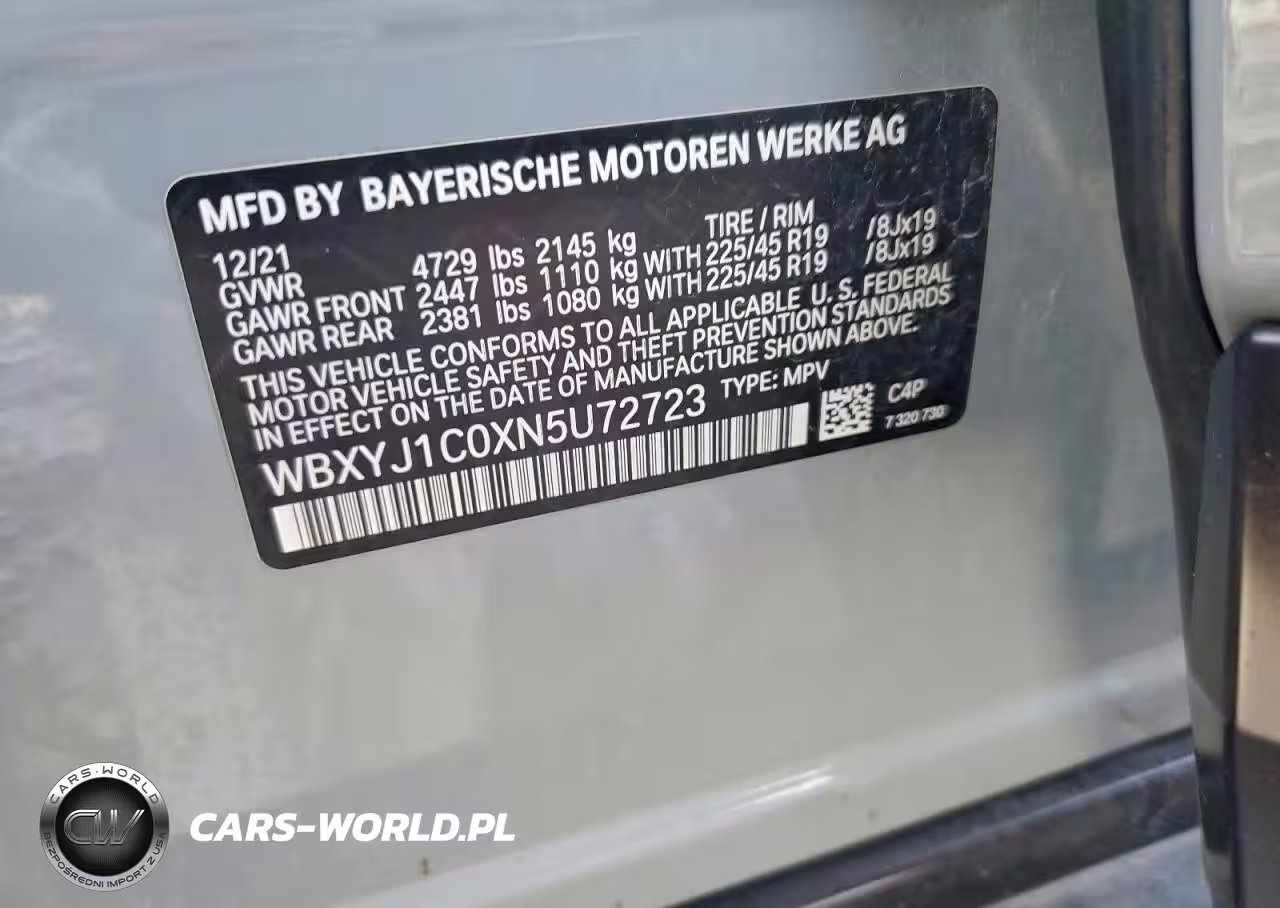 MFD BY BAYERISCHE MOTOREN WERKE AG
12/21 TIRE / RIM
GVWR 4729 lbs 2145 kg
GAWR FRONT 2447 lbs 1110 kg WITH 225/45 R19 /8Jx19
GAWR REAR 2381 lbs 1080 kg WITH 225/45 R19 /8Jx19
THIS VEHICLE CONFORMS TO ALL APPLICABLE U. S. FEDERAL
MOTOR VEHICLE SAFETY AND THEFT PREVENTION STANDARDS
IN EFFECT ON THE DATE OF MANUFACTURE SHOWN ABOVE.
WBXYJ1C0XN5U72723 TYPE: MPV
C4P
7 320 730
CARS-WORLD
CW
BEZPOŚREDNI IMPORT Z USA
CARS-WORLD.PL